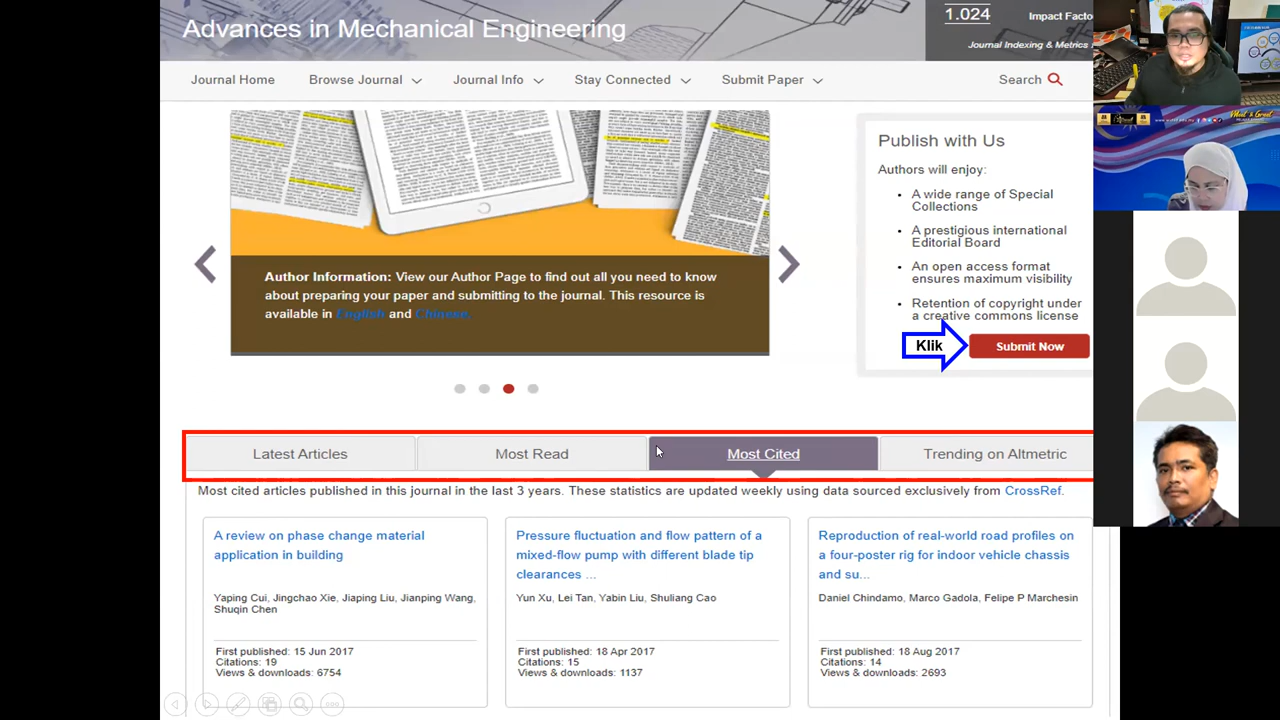 Advances in Mechanical Engineering
1.024
Impact Facto
Journal Indexing & Metrics
Journal Home
Browse Journal
Journal Info
Stay Connected
Submit Paper
Search
Author Information: View our Author Page to find out all you need to know
about preparing your paper and submitting to the journal. This resource is
available in English and Chinese.
Publish with Us
Authors will enjoy:
• A wide range of Special
Collections
• A prestigious international
Editorial Board
• An open access format
ensures maximum visibility
• Retention of copyright under
a creative commons license
Klik
Submit Now
Latest Articles
Most Read
Most Cited
Trending on Altmetric
Most cited articles published in this journal in the last 3 years. These statistics are updated weekly using data sourced exclusively from CrossRef.
A review on phase change material
application in building
Yaping Cui, Jingchao Xie, Jiaping Liu, Jianping Wang,
Shuqin Chen
First published: 15 Jun 2017
Citations: 19
Views & downloads: 6754
Pressure fluctuation and flow pattern of a
mixed-flow pump with different blade tip
clearances ...
Yun Xu, Lei Tan, Yabin Liu, Shuliang Cao
First published: 18 Apr 2017
Citations: 15
Views & downloads: 1137
Reproduction of real-world road profiles on
a four-poster rig for indoor vehicle chassis
and su...
Daniel Chindamo, Marco Gadola, Felipe P Marchesin
First published: 18 Aug 2017
Citations: 14
Views & downloads: 2693